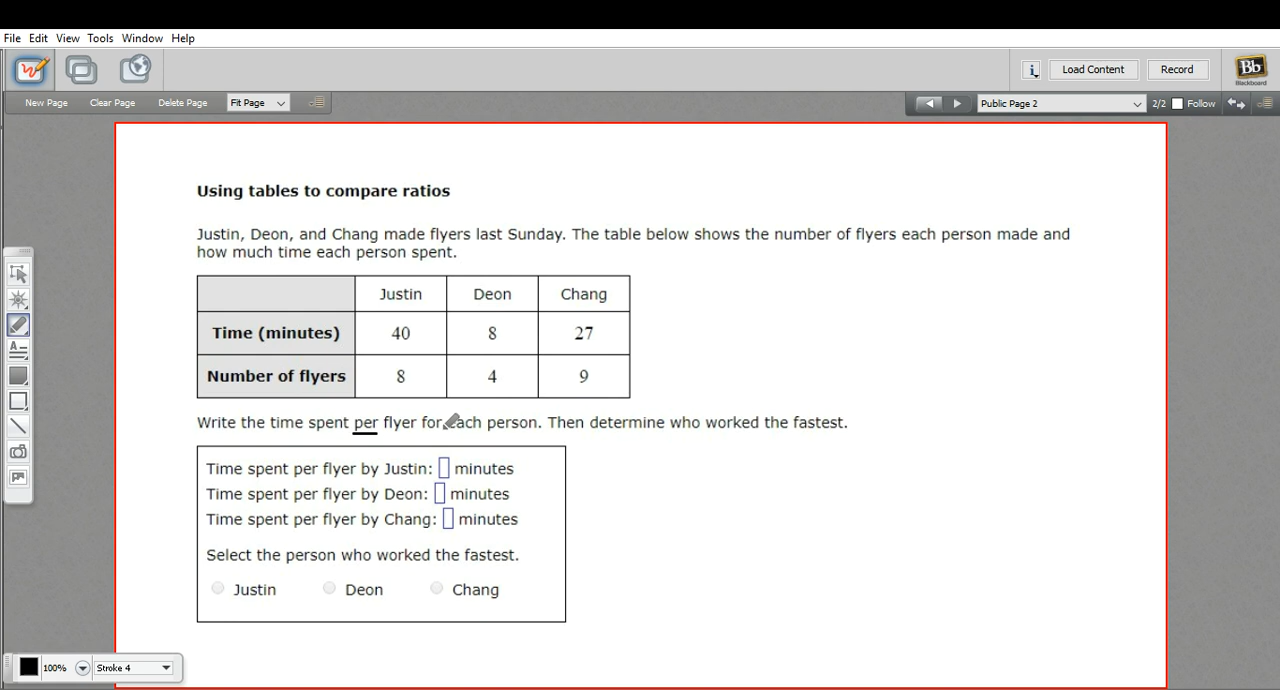 File Edit View Tools Window Help
Load Content Record Bb
Blackboard
New Page Clear Page Delete Page Fit Page Public Page 2 2/2 Follow
Using tables to compare ratios
Justin, Deon, and Chang made flyers last Sunday. The table below shows the number of flyers each person made and
how much time each person spent.
Justin Deon Chang
Time (minutes) 40 8 27
Number of flyers 8 4 9
Write the time spent per flyer for each person. Then determine who worked the fastest.
Time spent per flyer by Justin: minutes
Time spent per flyer by Deon: minutes
Time spent per flyer by Chang: minutes
Select the person who worked the fastest.
Justin Deon Chang
100% Stroke 4